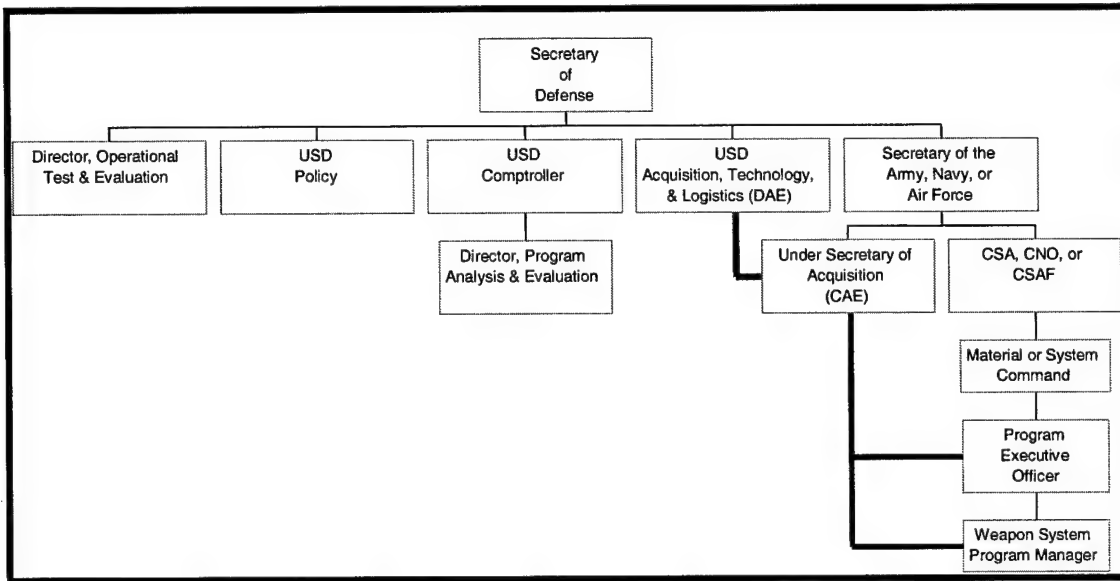 Secretary
of
Defense
Director, Operational
Test & Evaluation
USD
Policy
USD
Comptroller
USD
Acquisition, Technology,
& Logistics (DAE)
Secretary of the
Army, Navy, or
Air Force
Director, Program
Analysis & Evaluation
Under Secretary of
Acquisition
(CAE)
CSA, CNO, or
CSAF
Material or System
Command
Program
Executive
Officer
Weapon System
Program Manager